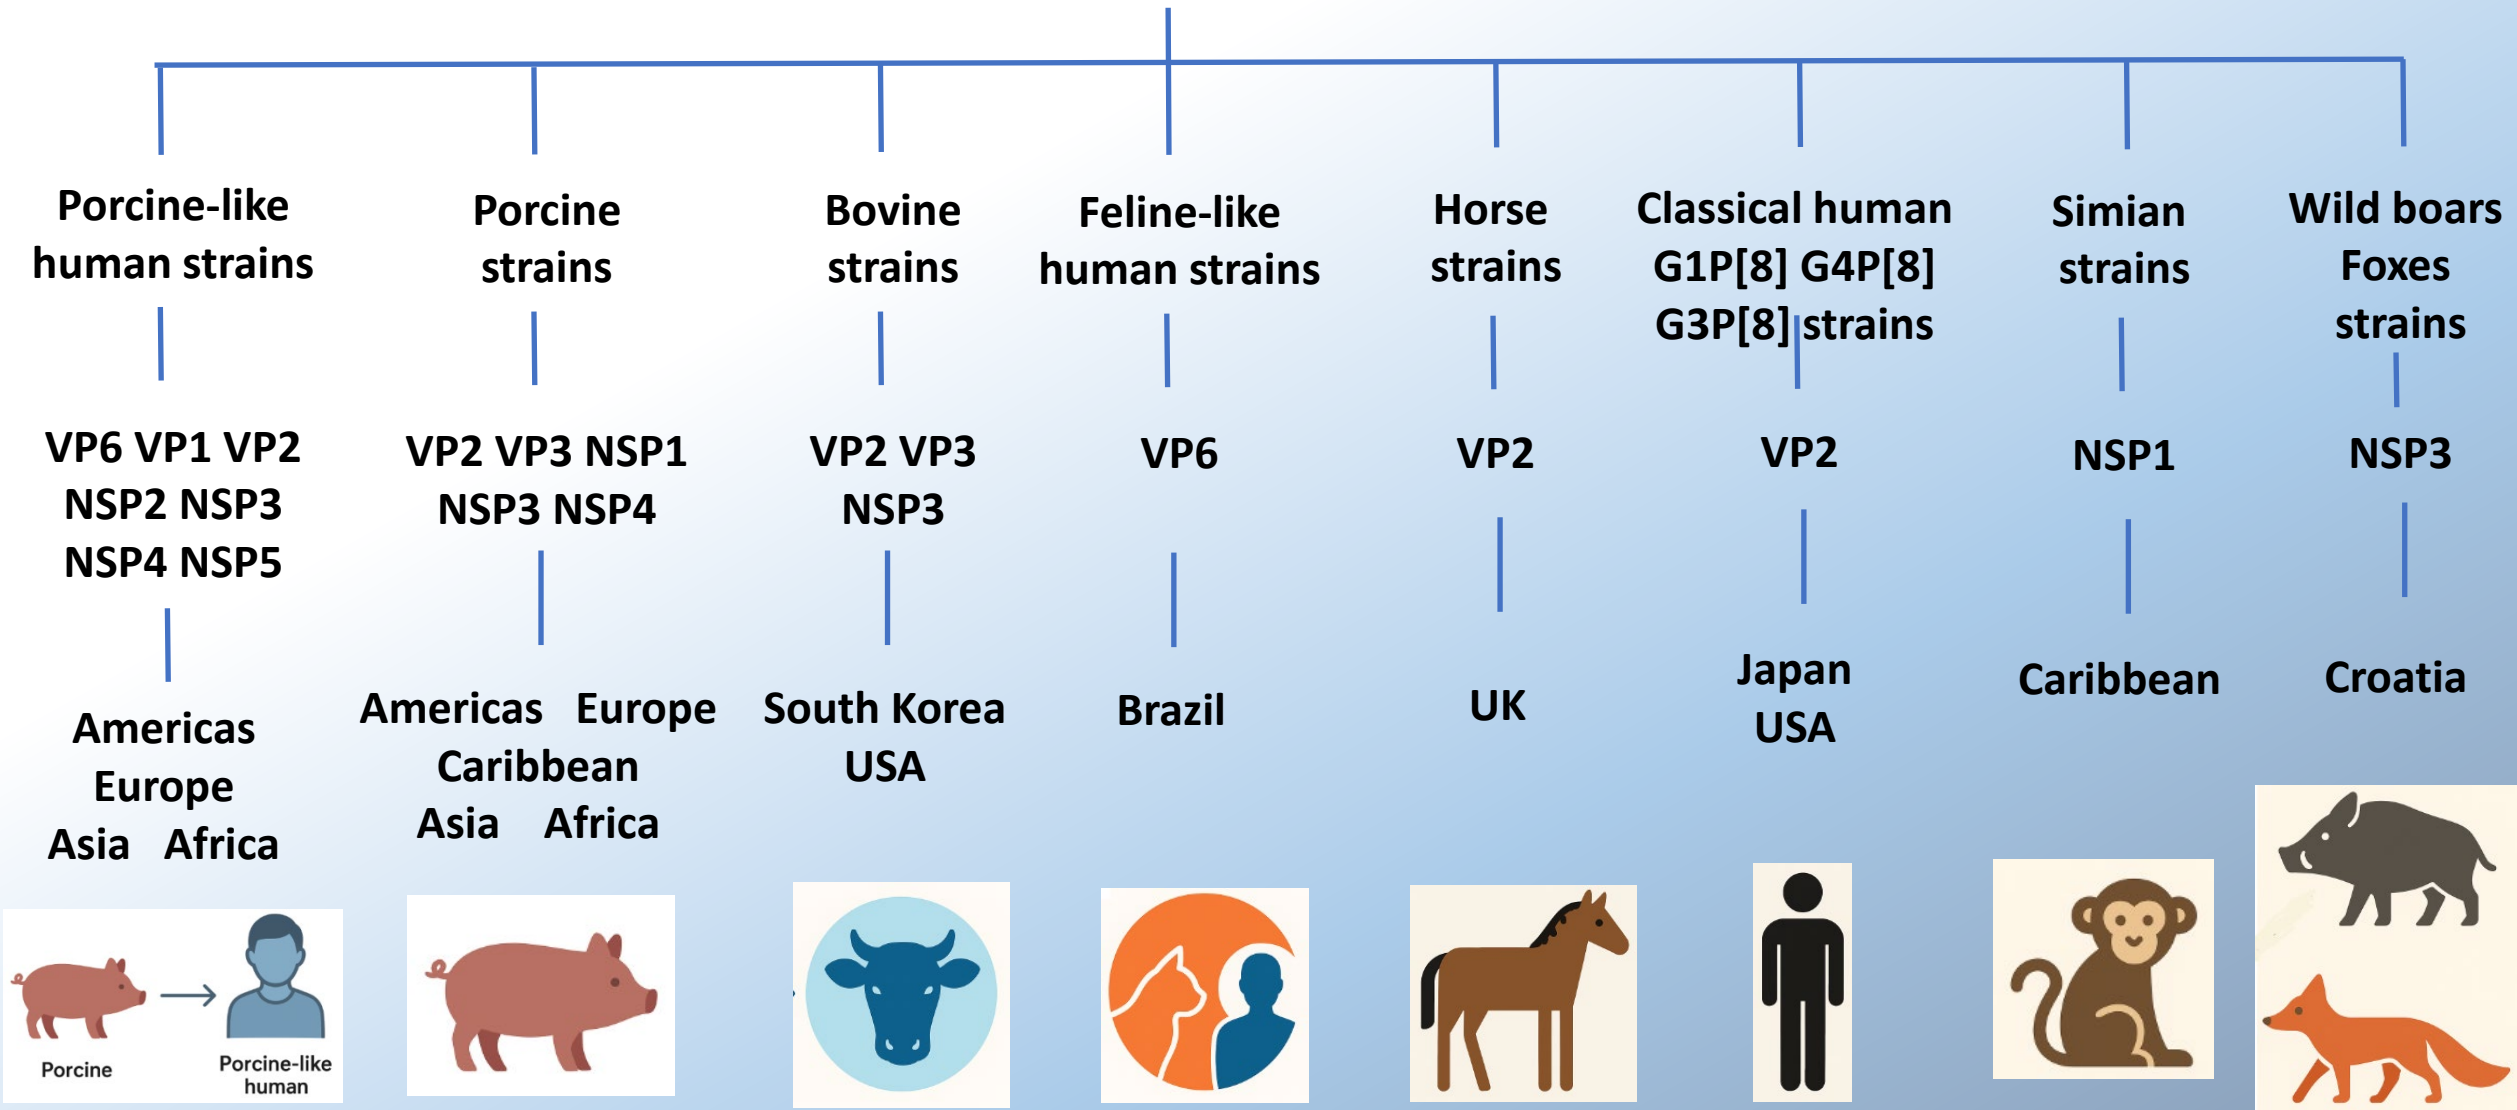 Porcine-like
human strains
VP6 VP1 VP2
NSP2 NSP3
NSP4 NSP5
Americas
Europe
Asia Africa
Porcine
Porcine-like
human
Porcine
strains
VP2 VP3 NSP1
NSP3 NSP4
Americas Europe
Caribbean
Asia Africa
Bovine
strains
VP2 VP3
NSP3
South Korea
USA
Feline-like
human strains
VP6
Brazil
Horse
strains
VP2
UK
Classical human
G1P[8] G4P[8]
G3P[8] strains
VP2
Japan
USA
Simian
strains
NSP1
Caribbean
Wild boars
Foxes
strains
NSP3
Croatia